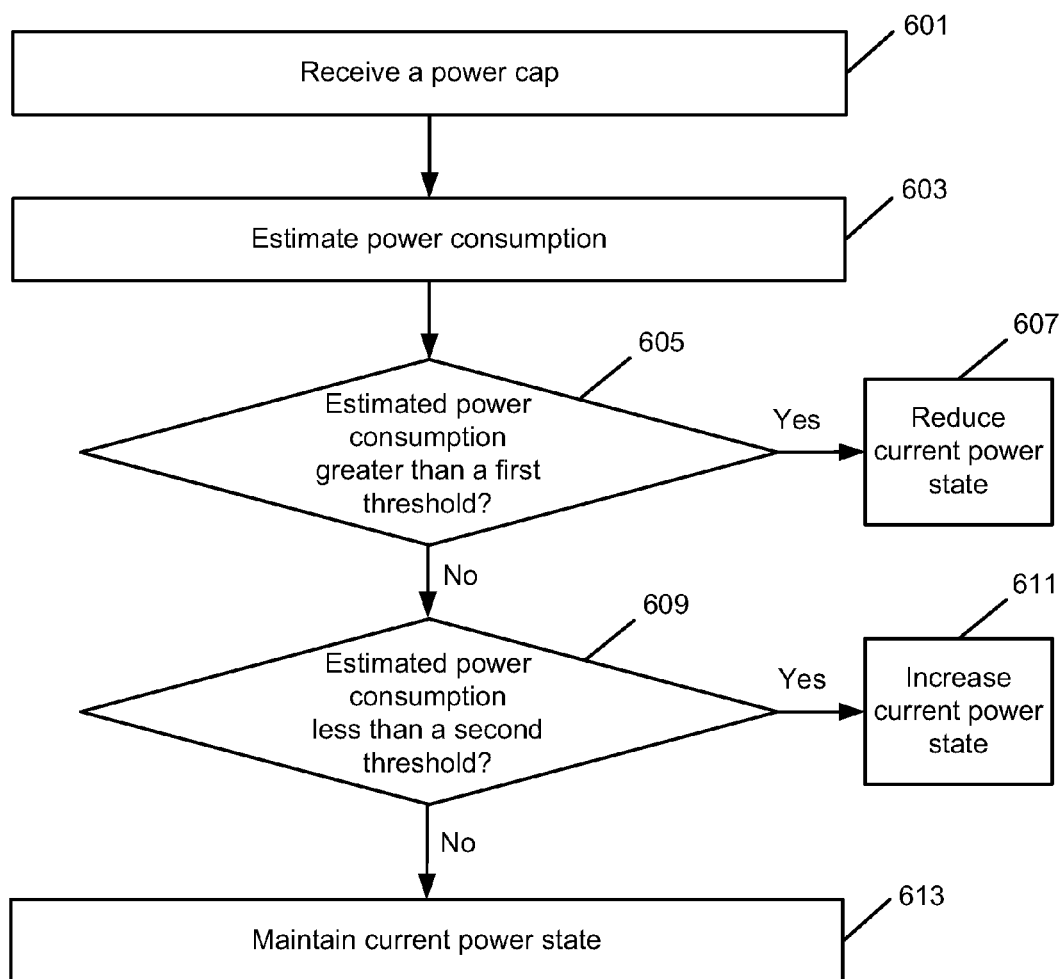 601
Receive a power cap
603
Estimate power consumption
605
Estimated power
consumption
greater than a first
threshold?
Yes
607
Reduce
current power
state
No
609
Estimated power
consumption
less than a second
threshold?
Yes
611
Increase
current power
state
No
613
Maintain current power state